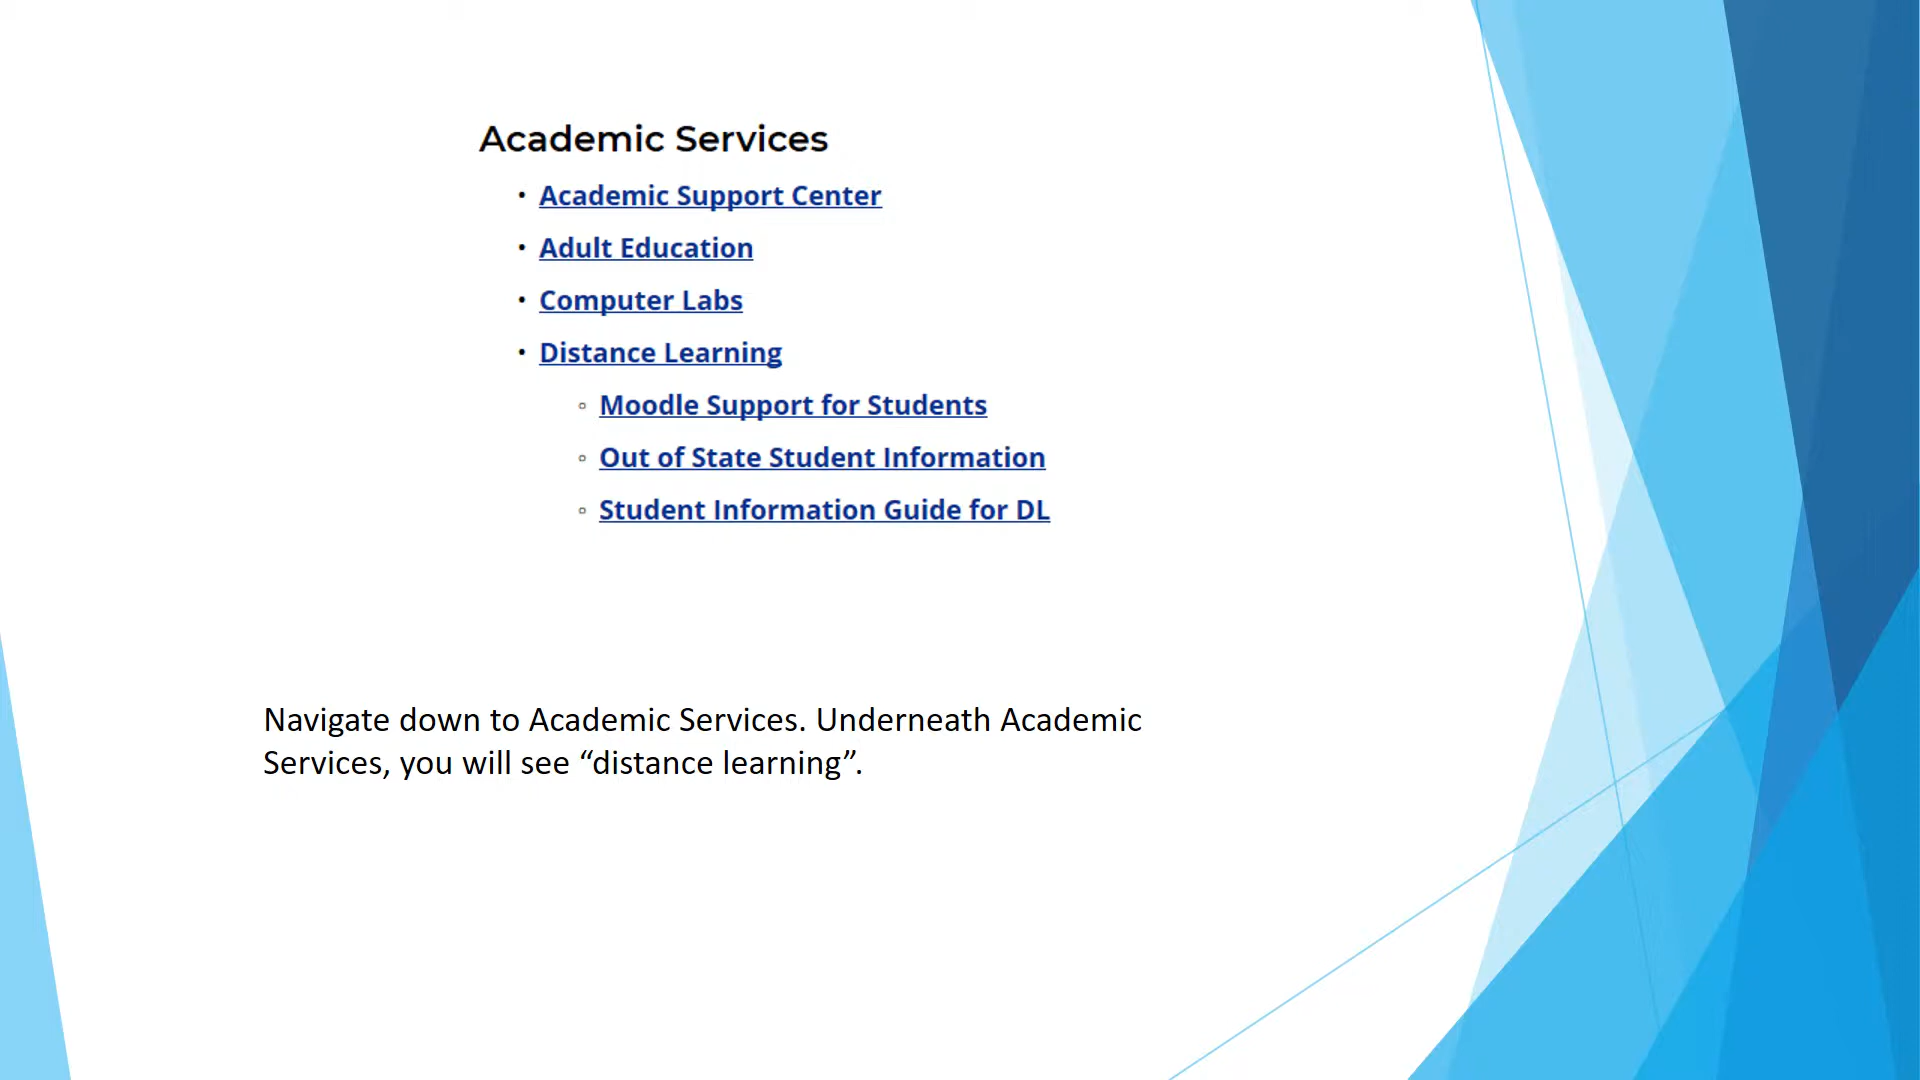 Academic Services
• Academic Support Center
• Adult Education
• Computer Labs
• Distance Learning
◦ Moodle Support for Students
◦ Out of State Student Information
◦ Student Information Guide for DL
Navigate down to Academic Services. Underneath Academic
Services, you will see “distance learning”.